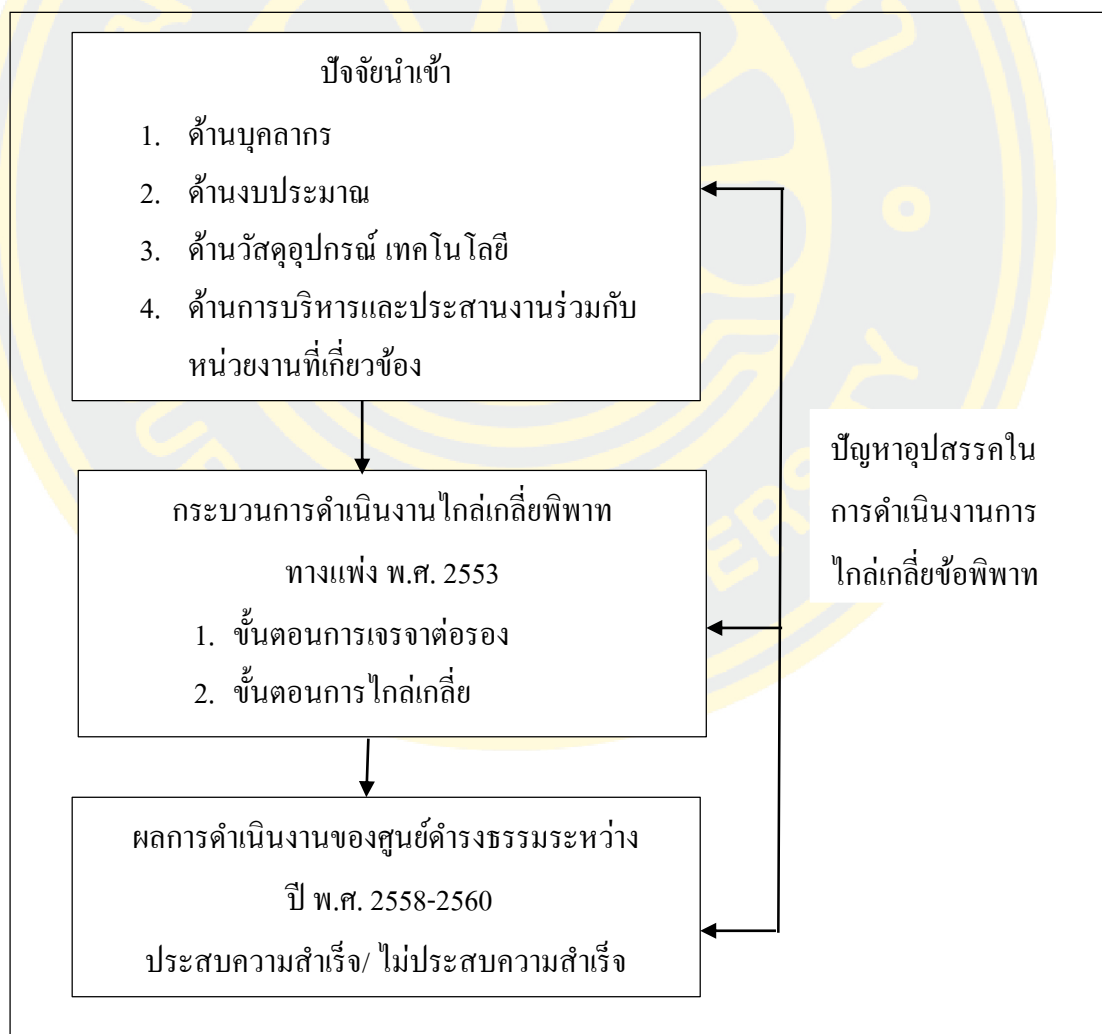 ปัจจัยนำเข้า
1. ด้านบุคลากร
2. ด้านงบประมาณ
3. ด้านวัสดุอุปกรณ์ เทคโนโลยี
4. ด้านการบริหารและประสานงานร่วมกับ
หน่วยงานที่เกี่ยวข้อง
กระบวนการดำเนินงานไกล่เกลี่ยพิพาท
ทางแพ่ง พ.ศ. 2553
1. ขั้นตอนการเจรจาต่อรอง
2. ขั้นตอนการไกล่เกลี่ย
ผลการดำเนินงานของศูนย์ดำรงธรรมระหว่าง
ปี พ.ศ. 2558-2560
ประสบความสำเร็จ/ ไม่ประสบความสำเร็จ
ปัญหาอุปสรรคใน
การดำเนินงานการ
ไกล่เกลี่ยข้อพิพาท